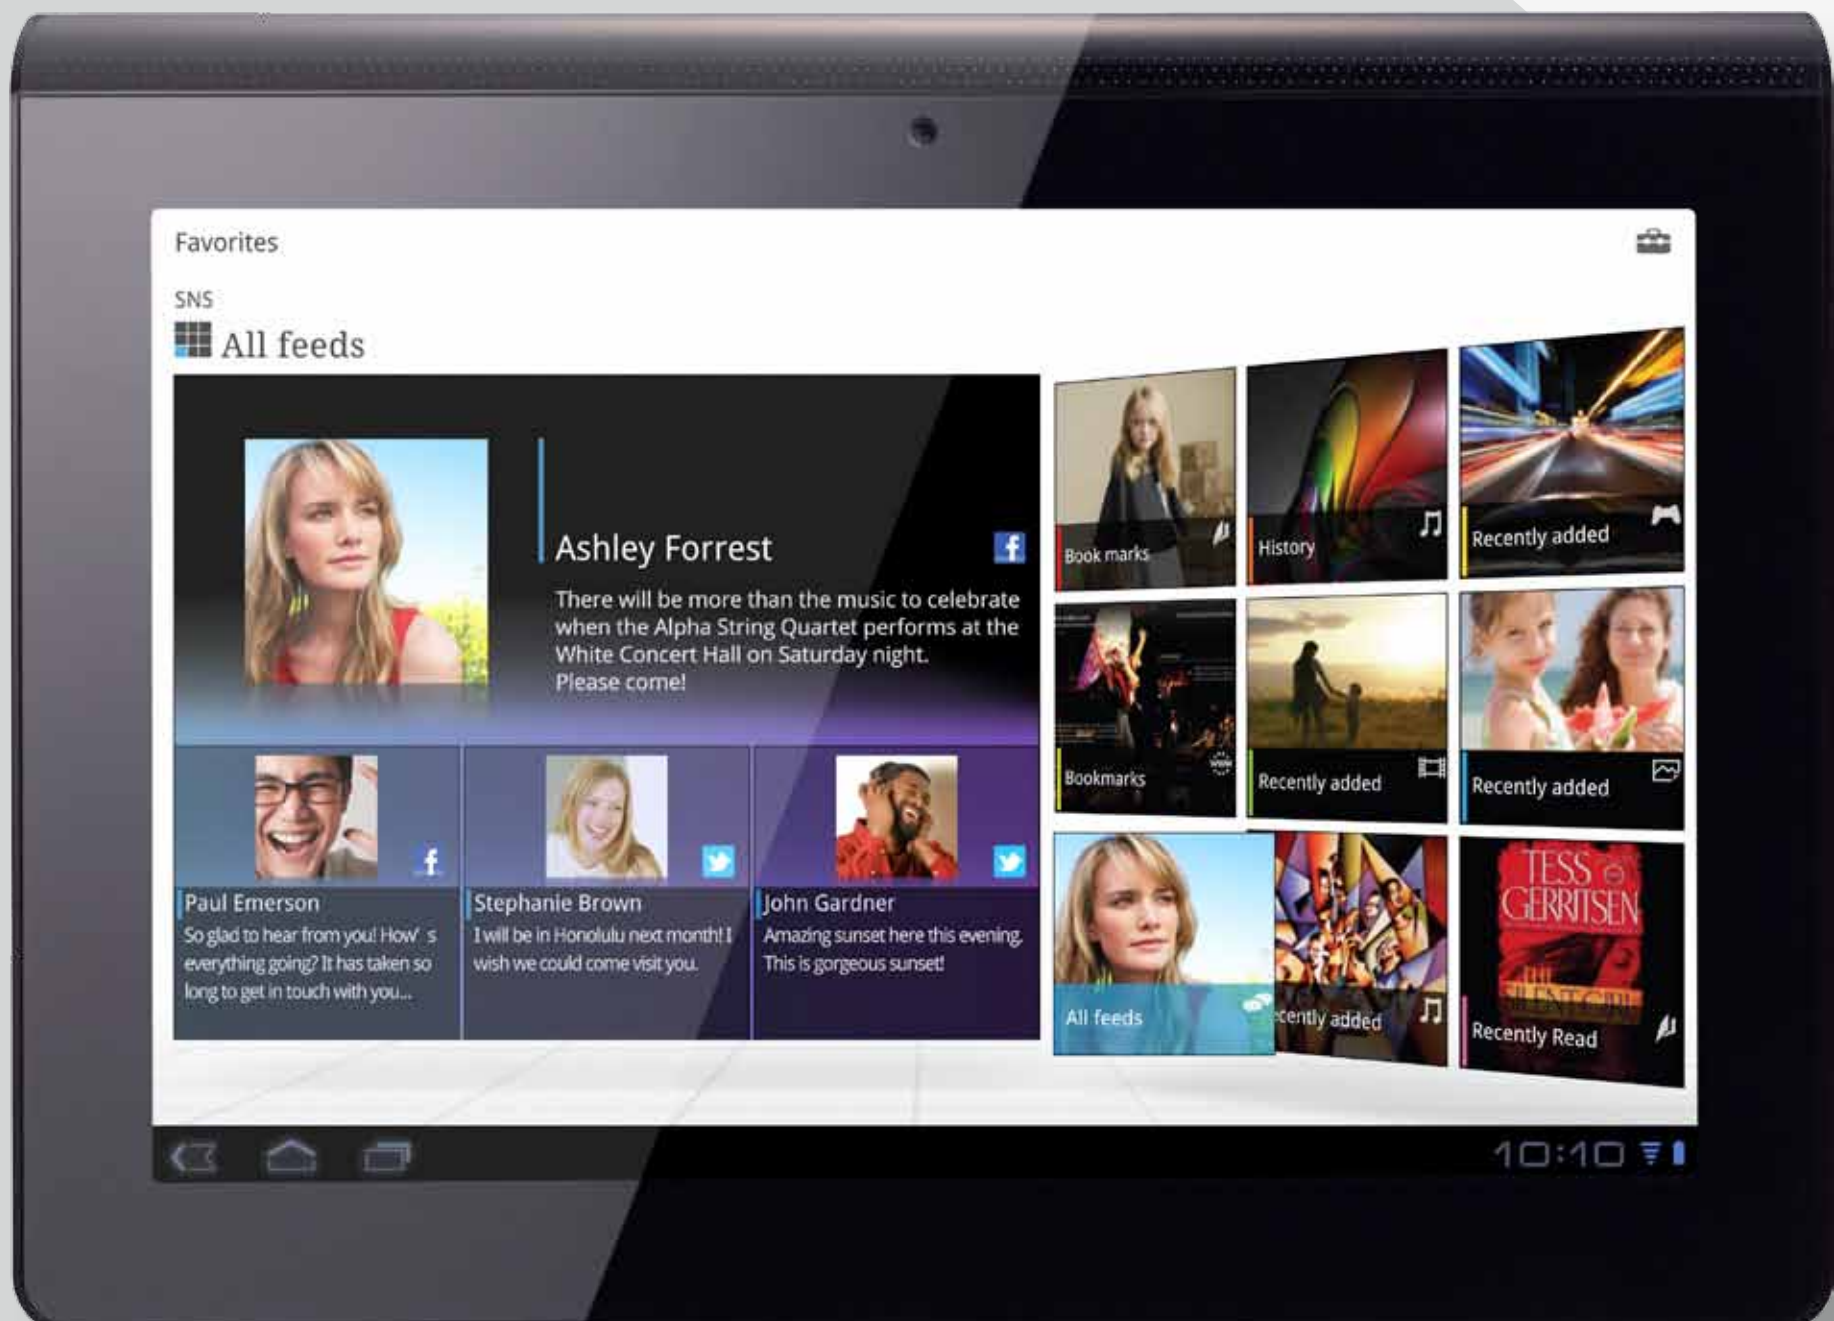 Favorites
SNS
All feeds
Ashley Forrest
There will be more than the music to celebrate
when the Alpha String Quartet performs at the
White Concert Hall on Saturday night.
Please come!
Paul Emerson
So glad to hear from you! How' s
everything going? It has taken so
long to get in touch with you...
Stephanie Brown
I will be in Honolulu next month! I
wish we could come visit you.
John Gardner
Amazing sunset here this evening.
This is gorgeous sunset!
Book marks
History
Recently added
Bookmarks
www
Recently added
Recently added
All feeds
ecently added
TESS
GERRITSEN
THE
SILENT GIRL
Recently Read
10:10